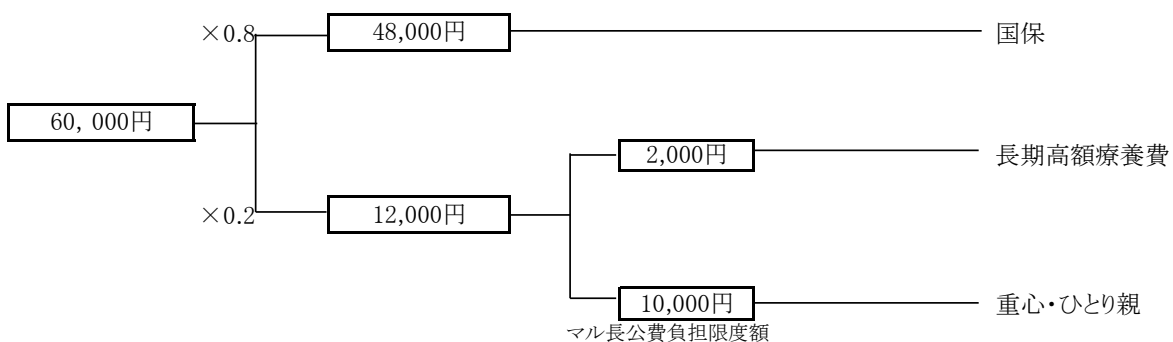 ×0.8
48,000円
国保
60, 000円
2,000円
長期高額療養費
×0.2
12,000円
10,000円
重心・ひとり親
マル長公費負担限度額